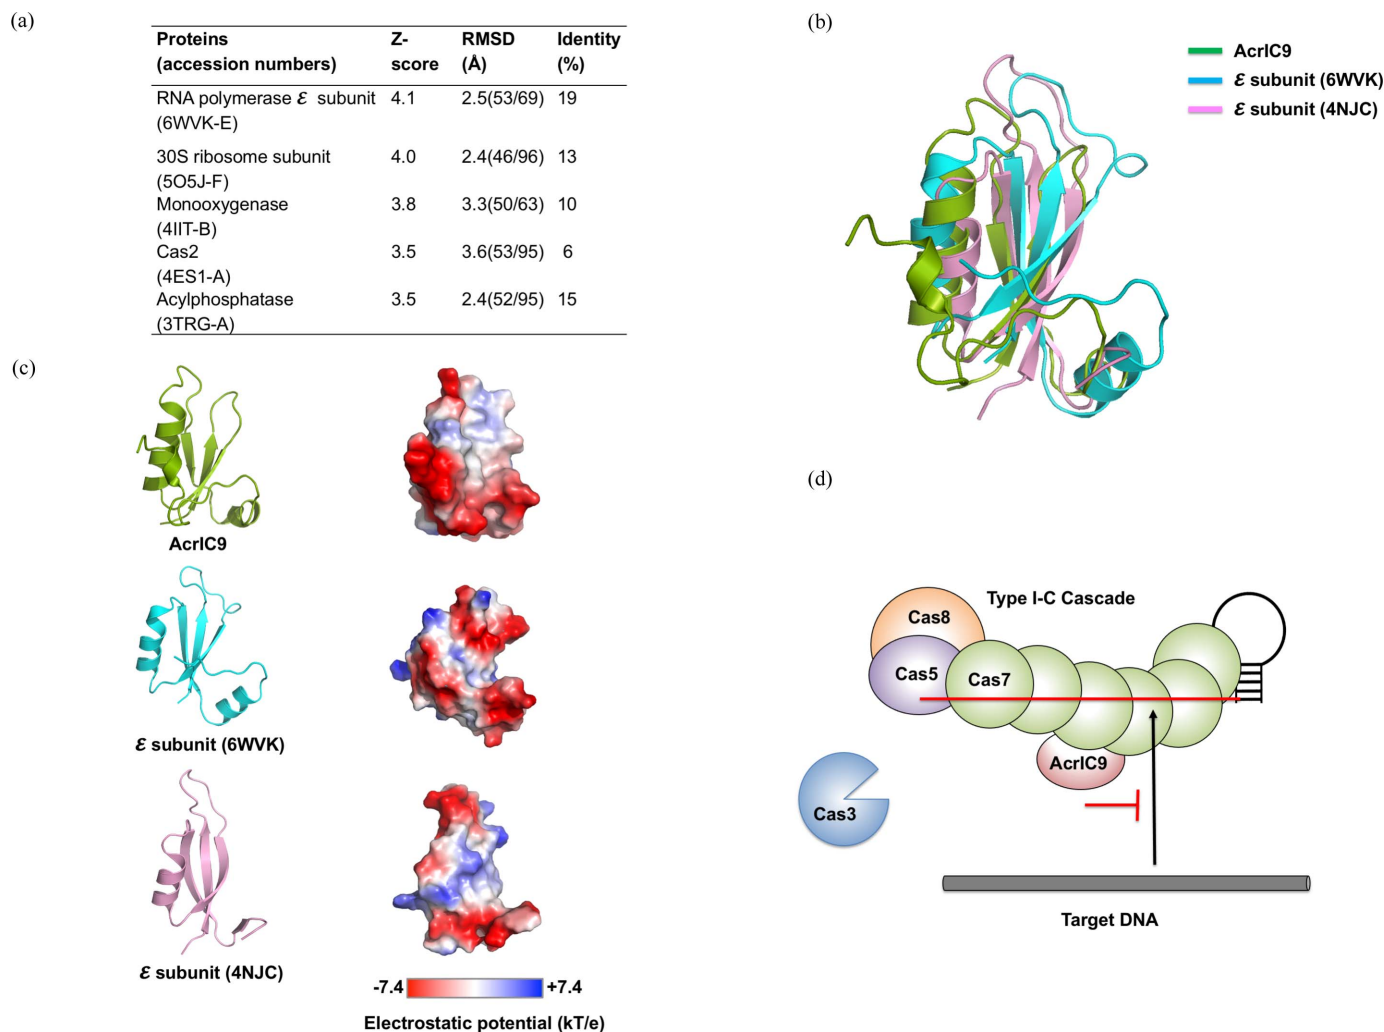 (a)
Proteins (accession numbers) Z-score RMSD (Å) Identity (%)
RNA polymerase ε subunit (6WVK-E) 4.1 2.5(53/69) 19
30S ribosome subunit (5O5J-F) 4.0 2.4(46/96) 13
Monooxygenase (4IIT-B) 3.8 3.3(50/63) 10
Cas2 (4ES1-A) 3.5 3.6(53/95) 6
Acylphosphatase (3TRG-A) 3.5 2.4(52/95) 15
(b)
AcrIC9
ε subunit (6WVK)
ε subunit (4NJC)
(c)
AcrIC9
ε subunit (6WVK)
ε subunit (4NJC)
-7.4 +7.4
Electrostatic potential (kT/e)
(d)
Type I-C Cascade
Cas8
Cas5
Cas7
AcrIC9
Cas3
Target DNA